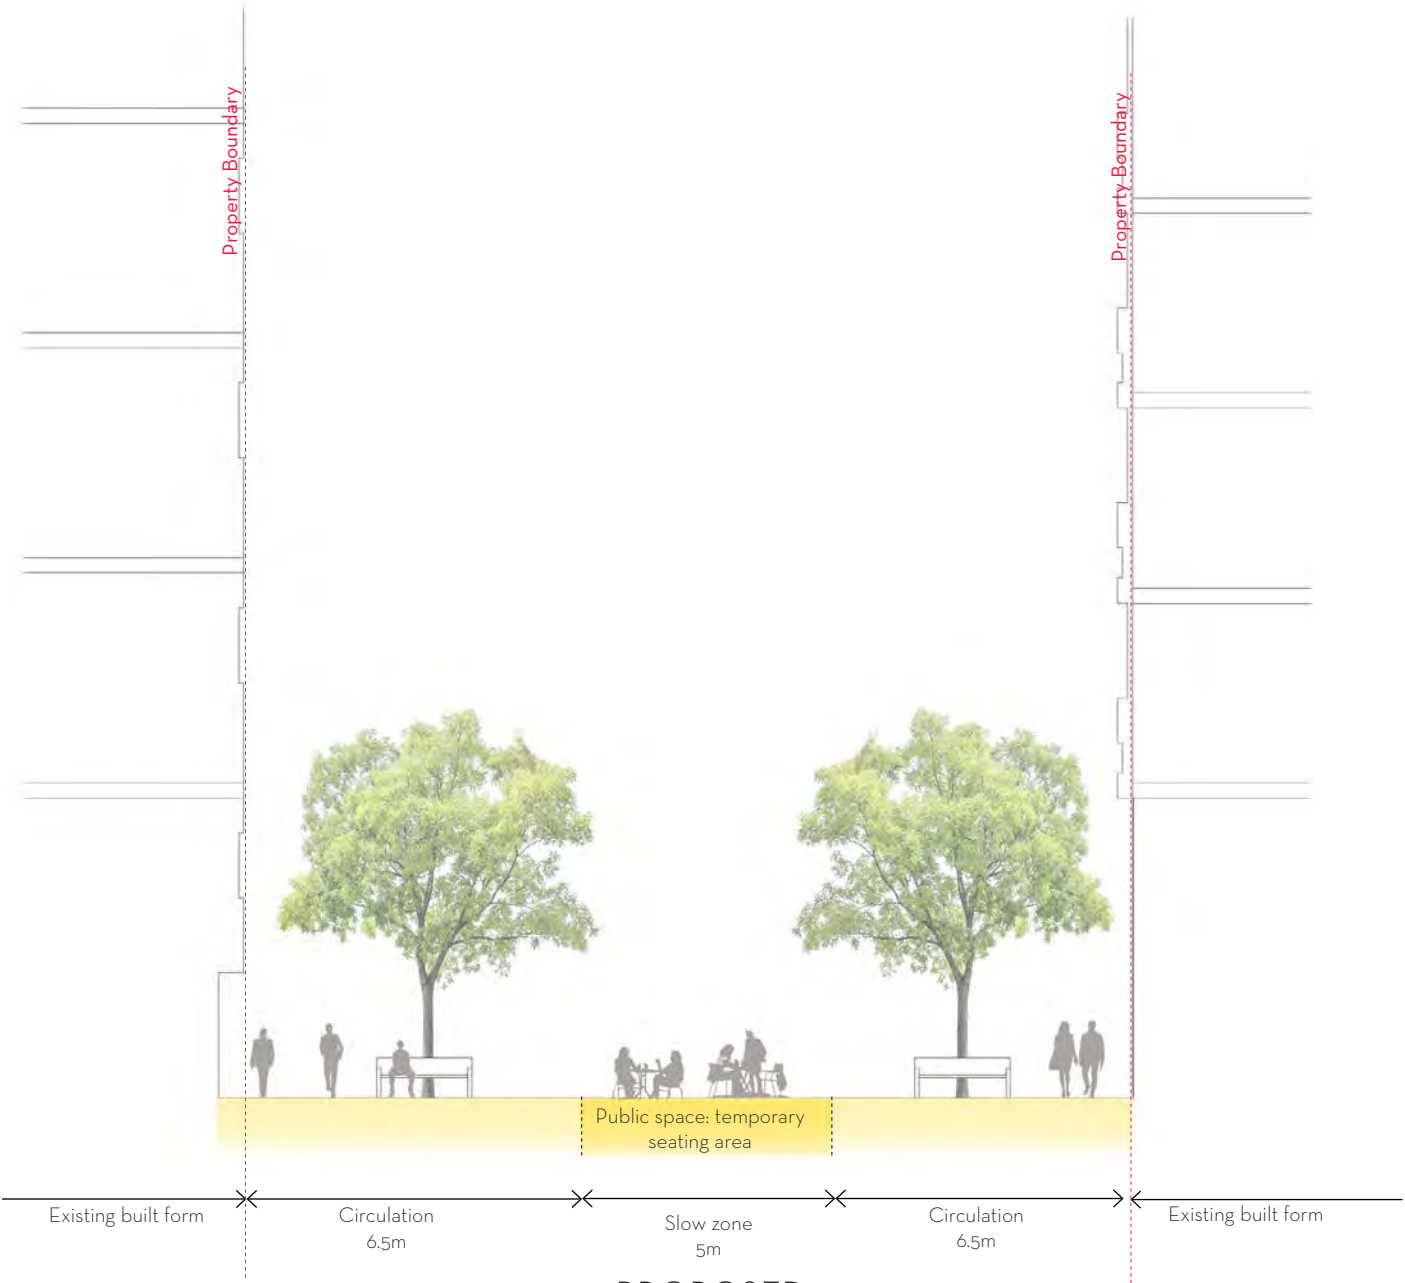 Property Boundary
Property Boundary
Public space: temporary
seating area
Existing built form
Circulation
6.5m
Slow zone
5m
Circulation
6.5m
Existing built form
PROPOSED